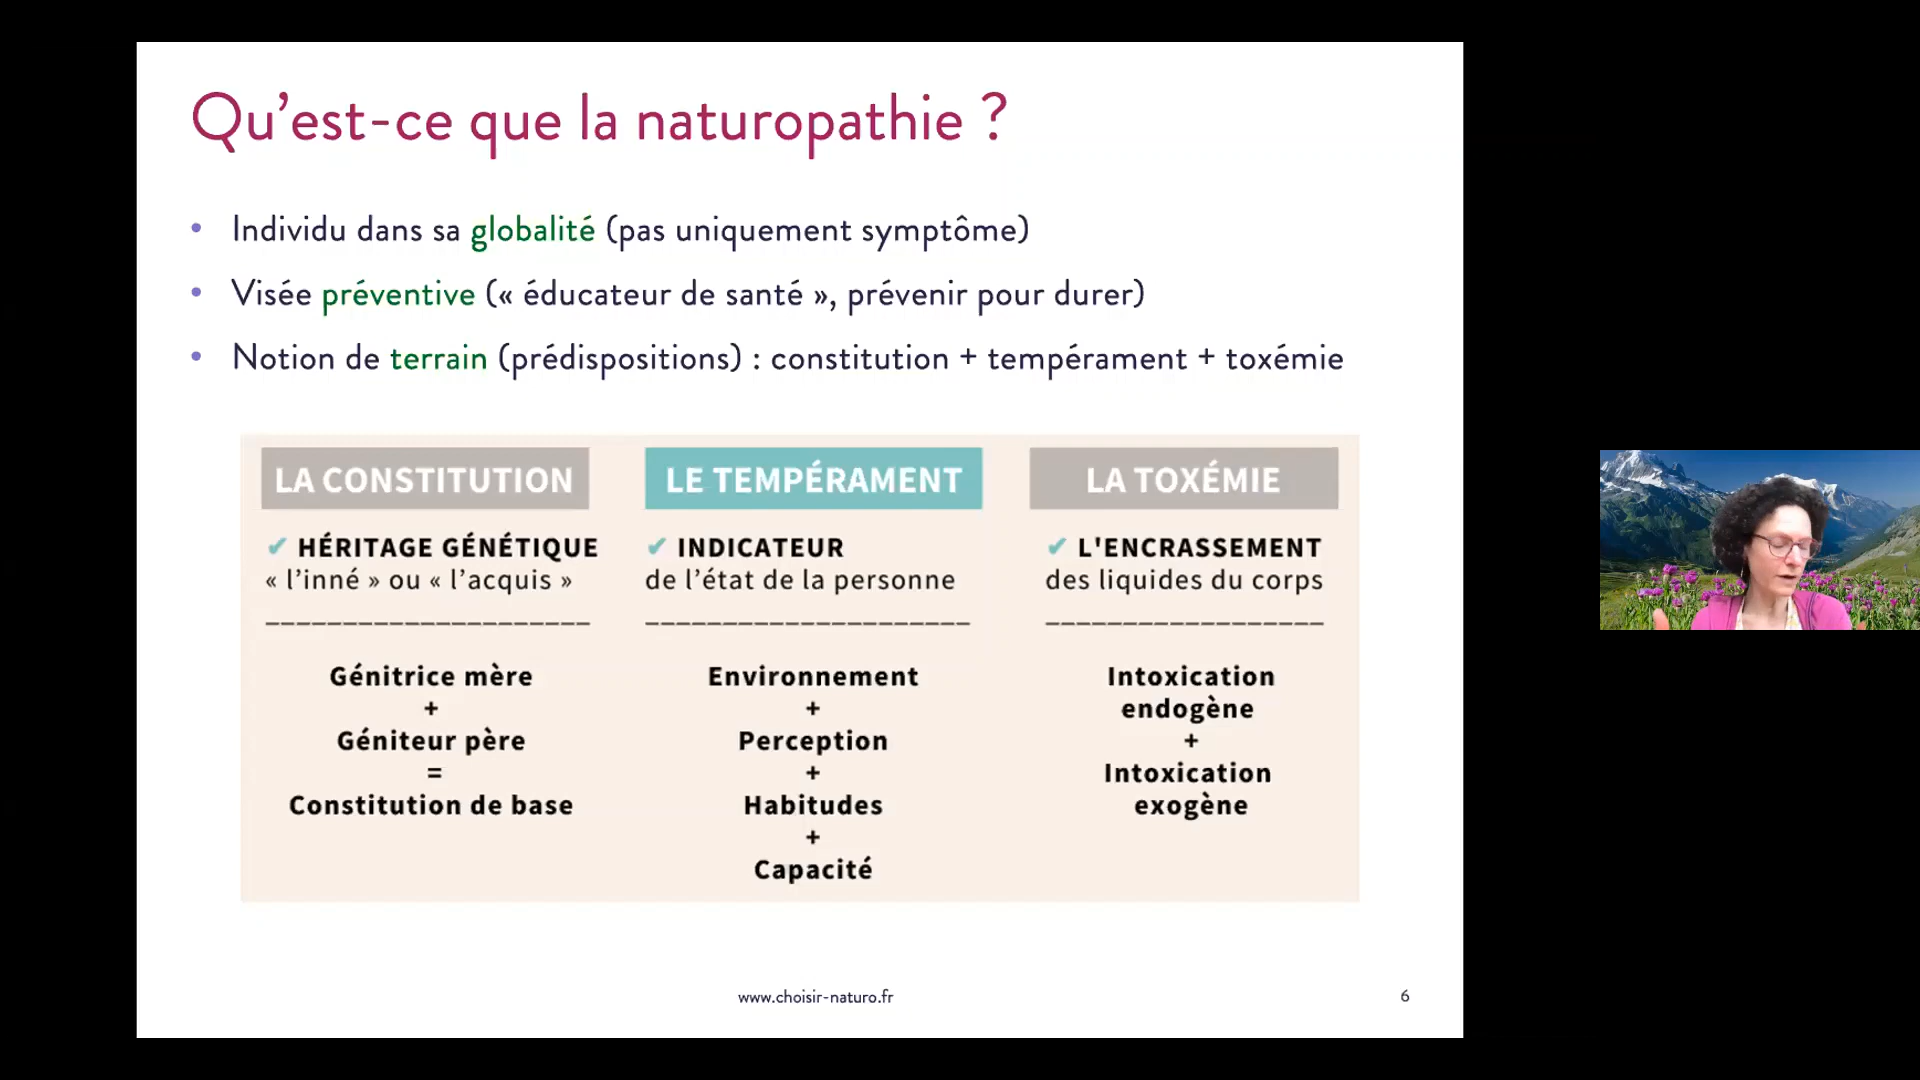 Qu'est-ce que la naturopathie ?
• Individu dans sa globalité (pas uniquement symptôme)
• Visée préventive (« éducateur de santé », prévenir pour durer)
• Notion de terrain (prédispositions) : constitution + tempérament + toxémie
LA CONSTITUTION
✔ HÉRITAGE GÉNÉTIQUE
« l'inné » ou « l'acquis »
Génitrice mère
+
Géniteur père
=
Constitution de base
LE TEMPÉRAMENT
✔ INDICATEUR
de l'état de la personne
Environnement
+
Perception
+
Habitudes
+
Capacité
LA TOXÉMIE
✔ L'ENCRASSEMENT
des liquides du corps
Intoxication
endogène
+
Intoxication
exogène
www.choisir-naturo.fr
6